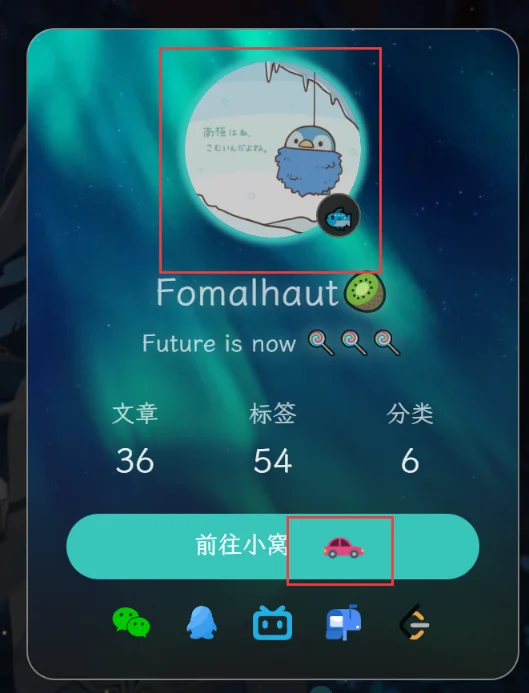 南極はね、
さむいんだよね。
Fomalhaut
Future is now
文章 标签 分类
36 54 6
前往小窝